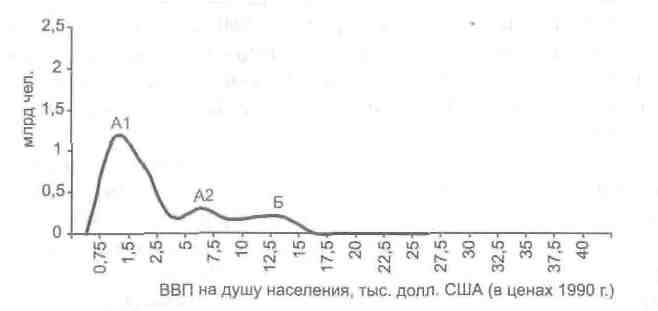 2,5
2
1,5
1
0,5
0
млрд чел.
А1
А2
Б
0,75 1,5 2,5 5 7,5 10 12,5 15 17,5 20 22,5 25 27,5 30 32,5 35 37,5 40
ВВП на душу населения, тыс. долл. США (в ценах 1990 г.)